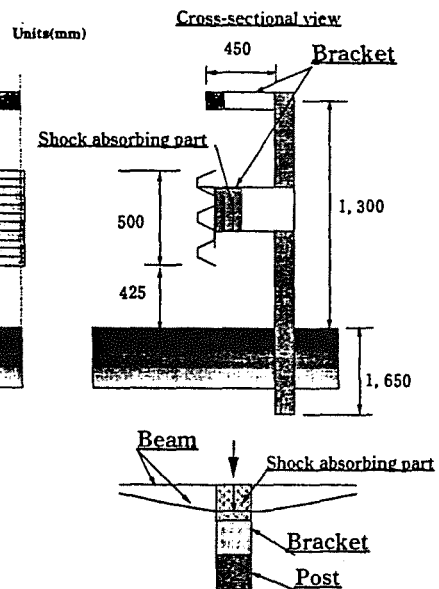 Cross-sectional view
Units(mm)
450
Bracket
Shock absorbing part
500
1,300
425
1,650
Beam
Shock absorbing part
Bracket
Post